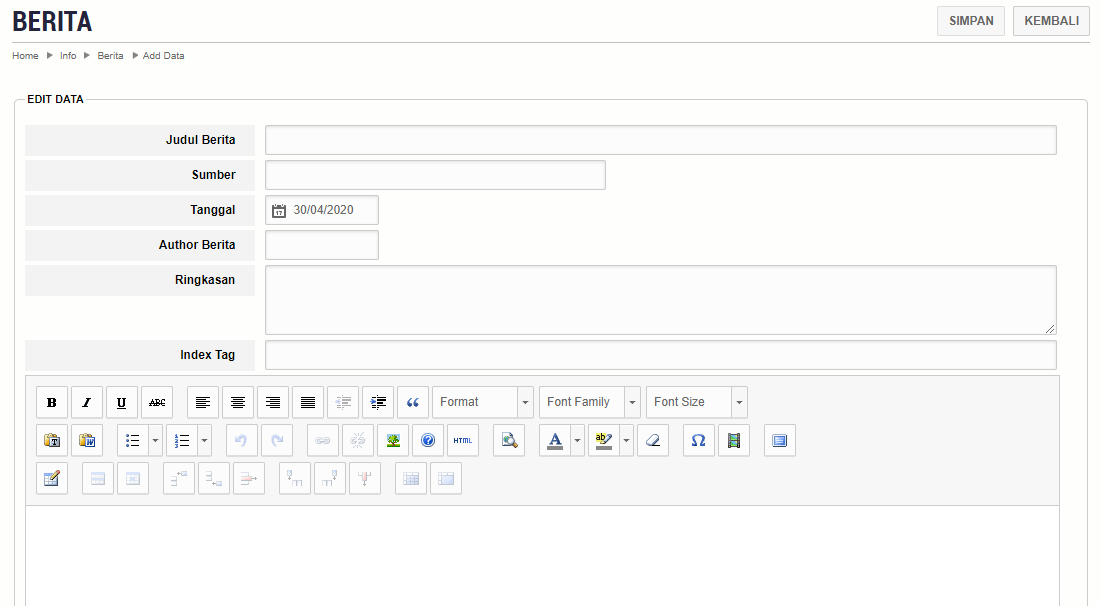 BERITA
SIMPAN
KEMBALI
Home Info Berita Add Data
EDIT DATA
Judul Berita
Sumber
Tanggal 30/04/2020
Author Berita
Ringkasan
Index Tag
B I U ABC Format Font Family Font Size
HTML A ab Ω